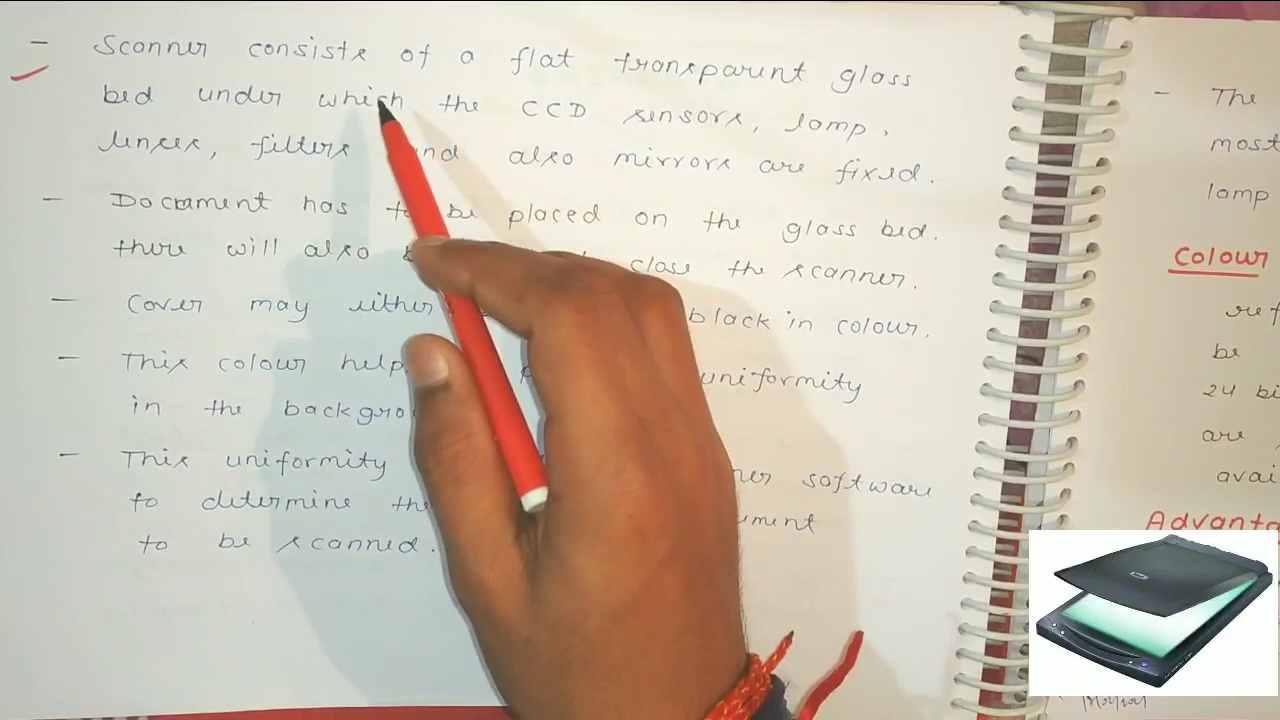 - Scanner consists of a flat transparunt glass
bed under which the CCD sensors, lamp,
lenses, filters and also mirrors are fixed.
- Document has to be placed on the glass bed.
there will also close the scanner.
- Cover may either black in colour.
- This colour help uniformity
in the backgro
- This uniformity software
to determine the
to be scanned.
- The
most
lamp
Colour
ref
be
24 bi
are
avai
Advanta